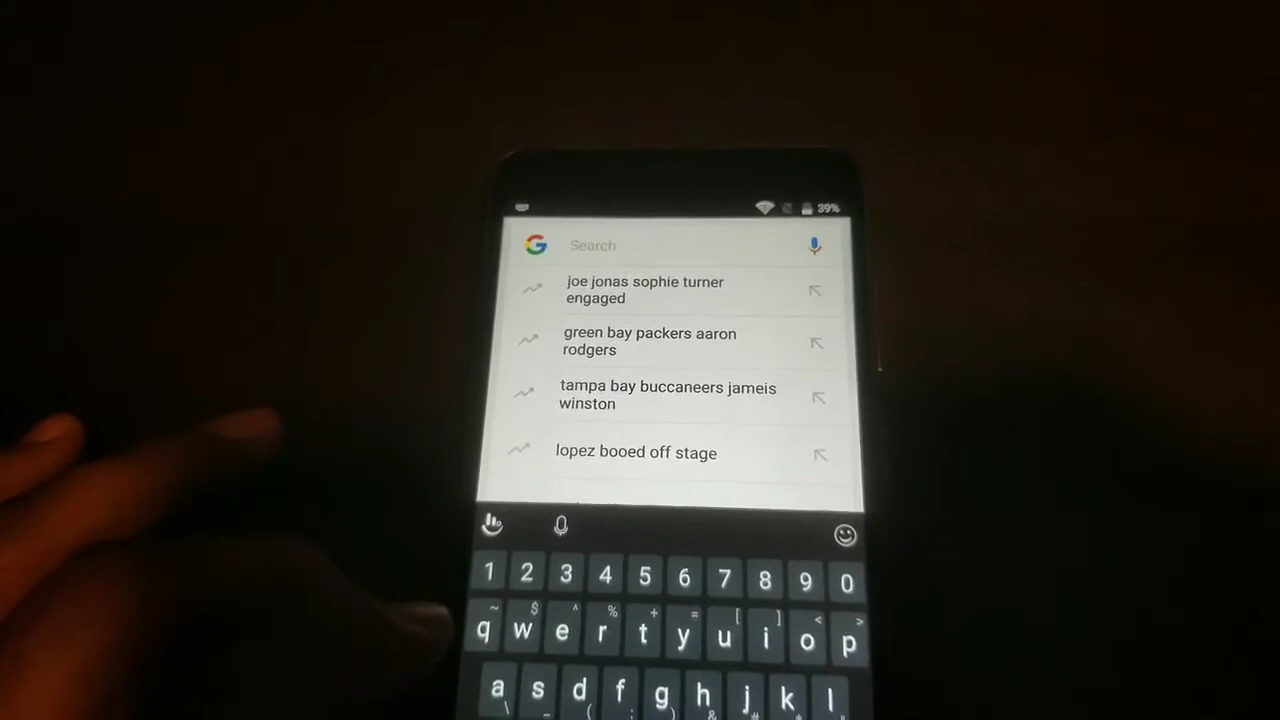 39%
G Search
joe jonas sophie turner
engaged
green bay packers aaron
rodgers
tampa bay buccaneers jameis
winston
lopez booed off stage
1 2 3 4 5 6 7 8 9 0
~ $ ^ % + = [ ] < >
q w e r t y u i o p
a s d f g h j k l
\ _ ( : ) & #